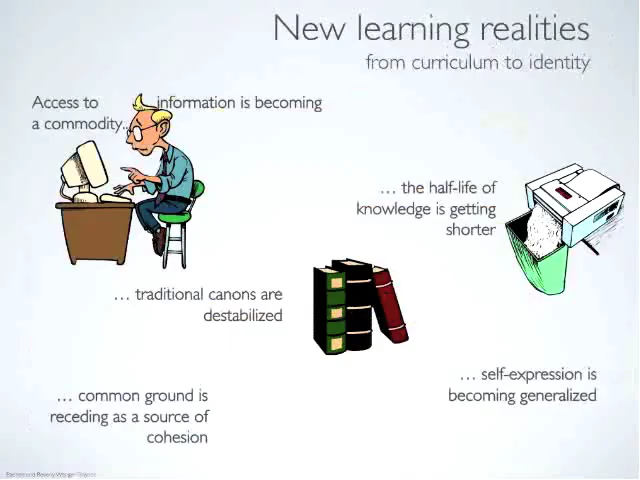 New learning realities
from curriculum to identity
Access to information is becoming
a commodity...
... the half-life of
knowledge is getting
shorter
... traditional canons are
destabilized
... self-expression is
becoming generalized
... common ground is
receding as a source of
cohesion